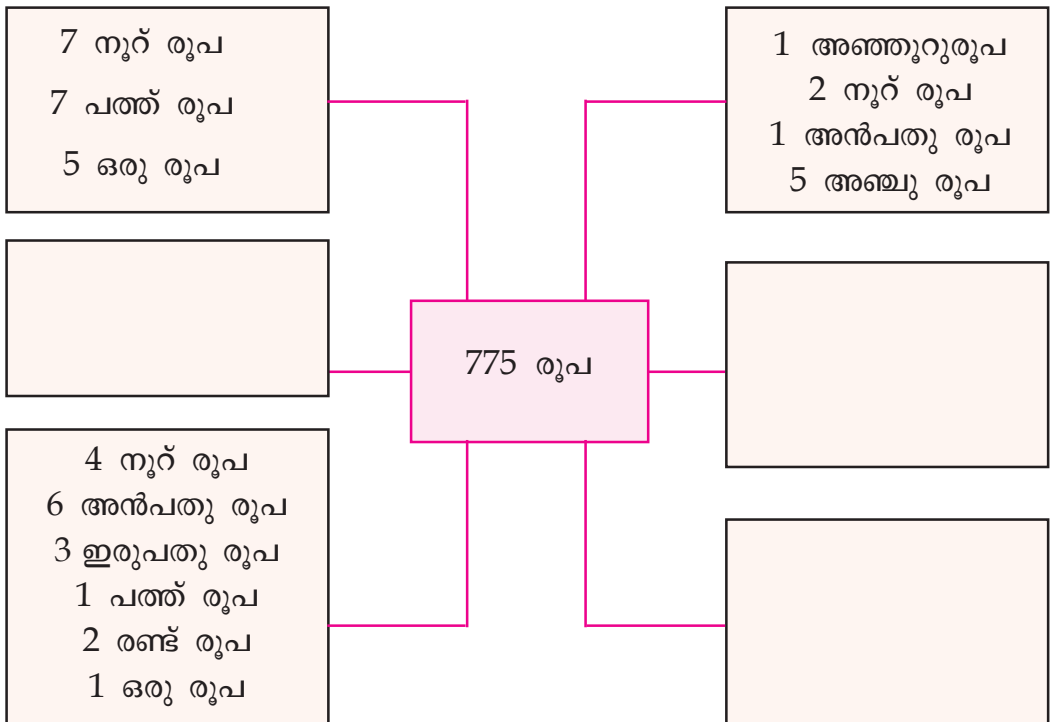 7 നൂറ് രൂപ
7 പത്ത് രൂപ
5 ഒരു രൂപ
1 അഞ്ഞൂറുരൂപ
2 നൂറ് രൂപ
1 അൻപതു രൂപ
5 അഞ്ചു രൂപ
775 രൂപ
4 നൂറ് രൂപ
6 അൻപതു രൂപ
3 ഇരുപതു രൂപ
1 പത്ത് രൂപ
2 രണ്ട് രൂപ
1 ഒരു രൂപ